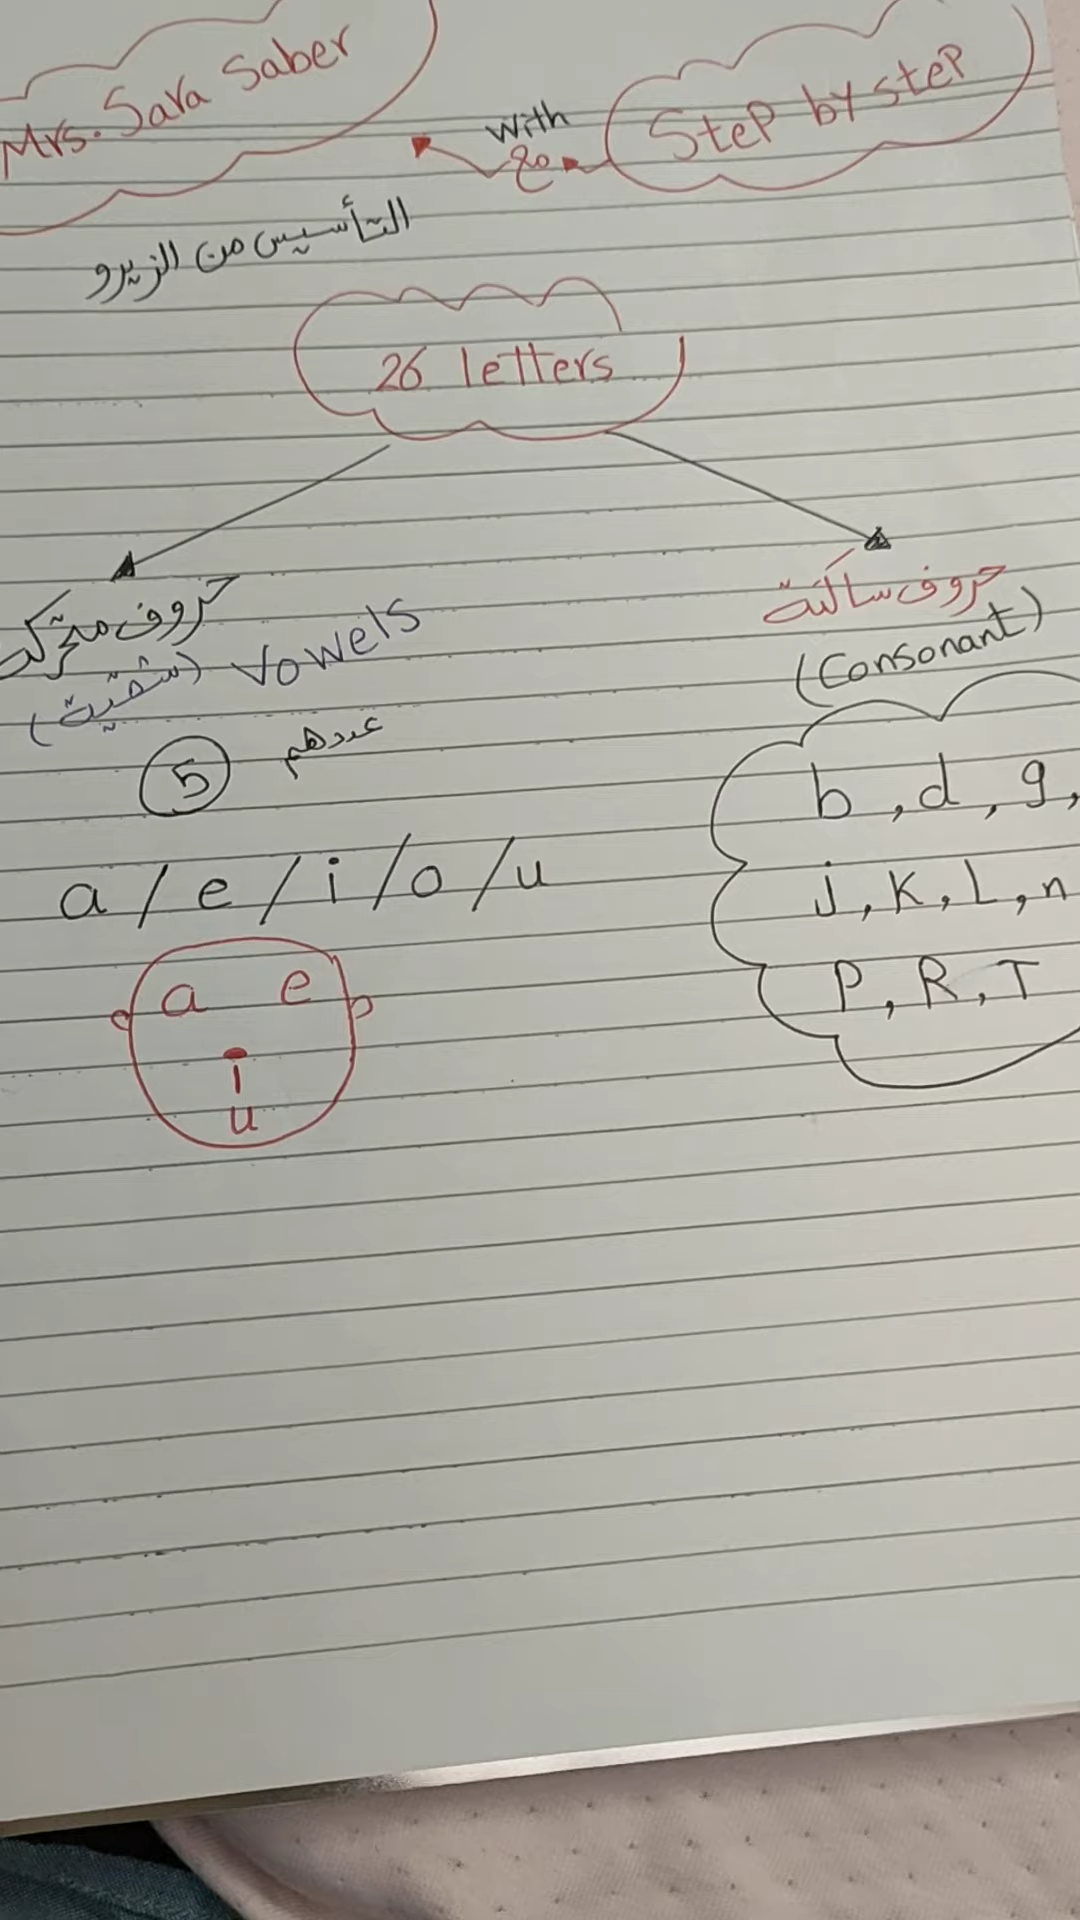 Mrs. Sara Saber
With
مع
Step by step
التأسيس من الزيرو
26 letters
حروف متحركة
(شفهية) Vowels
عددهم
5
a / e / i / o / u
a e
i
u
حروف ساكنة
(Consonant)
b , d , g ,
j , K , L , n
P , R , T